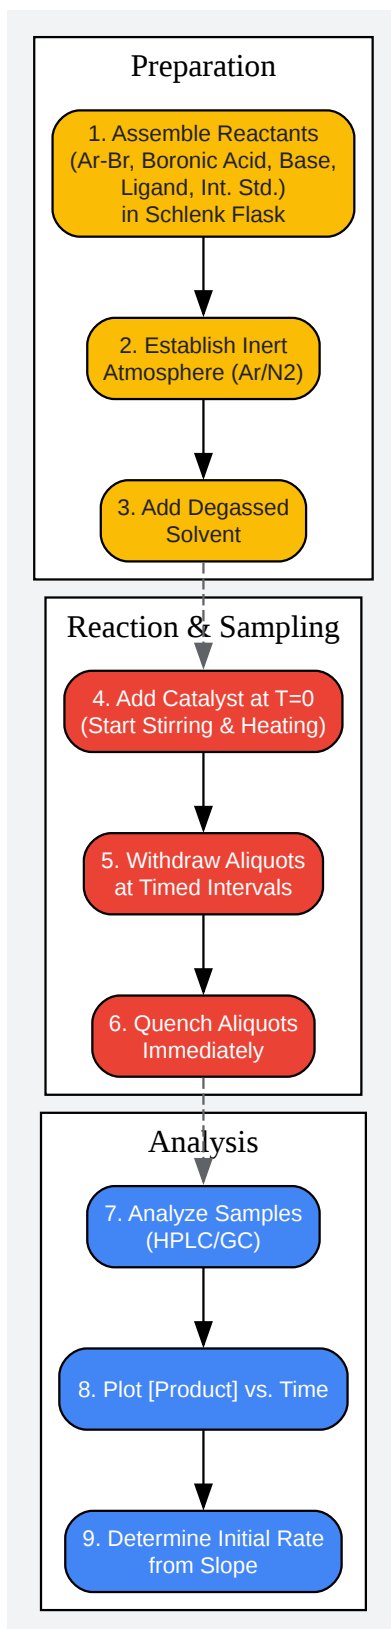 Preparation
1. Assemble Reactants
(Ar-Br, Boronic Acid, Base,
Ligand, Int. Std.)
in Schlenk Flask
2. Establish Inert
Atmosphere (Ar/N2)
3. Add Degassed
Solvent
Reaction & Sampling
4. Add Catalyst at T=0
(Start Stirring & Heating)
5. Withdraw Aliquots
at Timed Intervals
6. Quench Aliquots
Immediately
Analysis
7. Analyze Samples
(HPLC/GC)
8. Plot [Product] vs. Time
9. Determine Initial Rate
from Slope